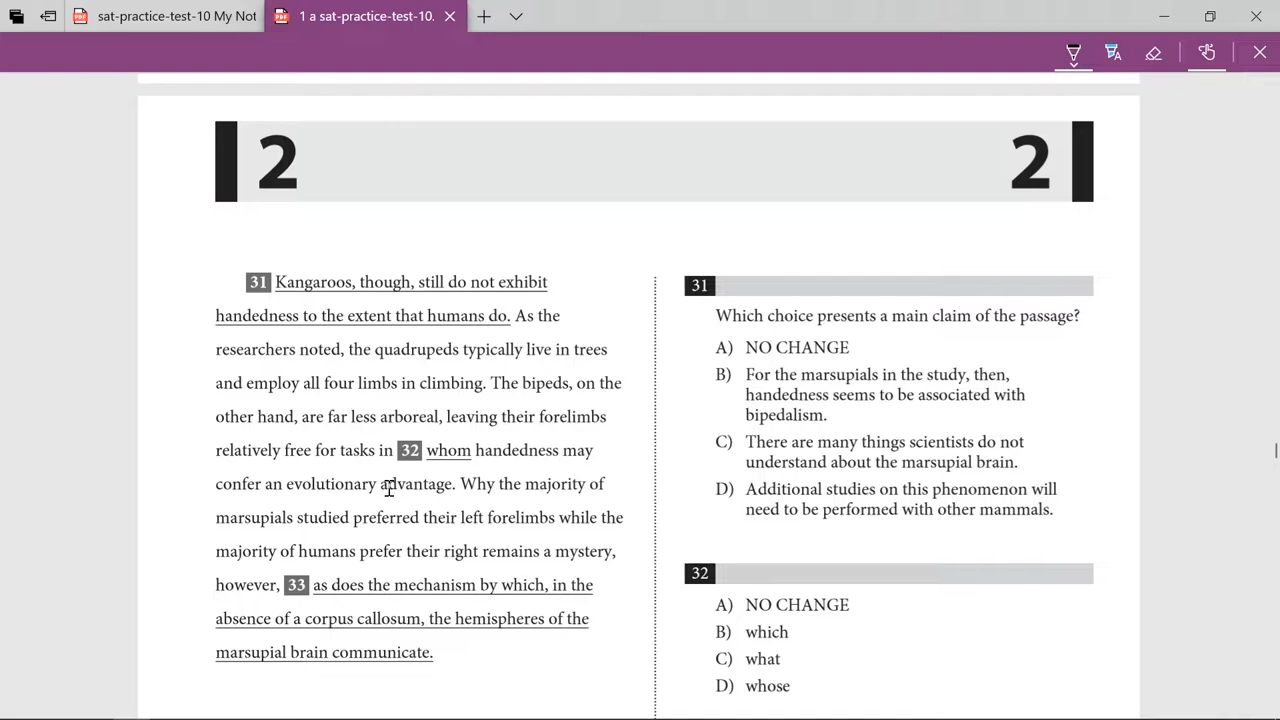 sat-practice-test-10 My Not
1 a sat-practice-test-10.
2
2
31 Kangaroos, though, still do not exhibit
handedness to the extent that humans do. As the
researchers noted, the quadrupeds typically live in trees
and employ all four limbs in climbing. The bipeds, on the
other hand, are far less arboreal, leaving their forelimbs
relatively free for tasks in 32 whom handedness may
confer an evolutionary advantage. Why the majority of
marsupials studied preferred their left forelimbs while the
majority of humans prefer their right remains a mystery,
however, 33 as does the mechanism by which, in the
absence of a corpus callosum, the hemispheres of the
marsupial brain communicate.
31
Which choice presents a main claim of the passage?
A) NO CHANGE
B) For the marsupials in the study, then,
handedness seems to be associated with
bipedalism.
C) There are many things scientists do not
understand about the marsupial brain.
D) Additional studies on this phenomenon will
need to be performed with other mammals.
32
A) NO CHANGE
B) which
C) what
D) whose